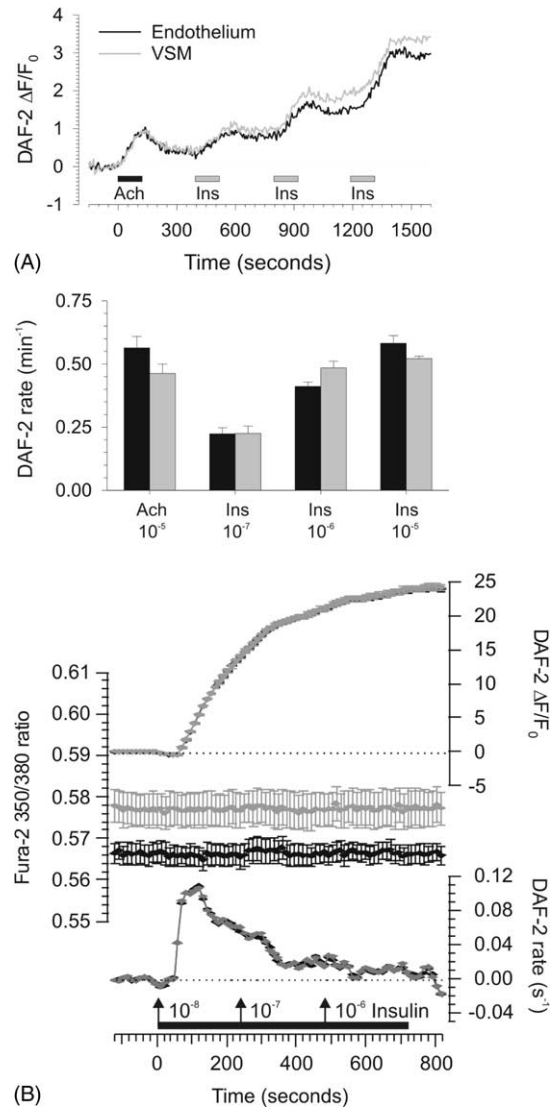 4
3
2
1
0
-1
DAF-2 ΔF/F₀
Endothelium
VSM
Ach Ins Ins Ins
0 300 600 900 1200 1500
Time (seconds)
(A)
0.75
0.50
0.25
0.00
DAF-2 rate (min⁻¹)
Ach Ins Ins Ins
10⁻⁵ 10⁻⁷ 10⁻⁶ 10⁻⁵
25
20
15
10
5
0
-5
DAF-2 ΔF/F₀
0.61
0.60
0.59
0.58
0.57
0.56
0.55
Fura-2 350/380 ratio
0.12
0.08
0.04
0.00
-0.04
DAF-2 rate (s⁻¹)
10⁻⁸ 10⁻⁷ 10⁻⁶ Insulin
0 200 400 600 800
Time (seconds)
(B)